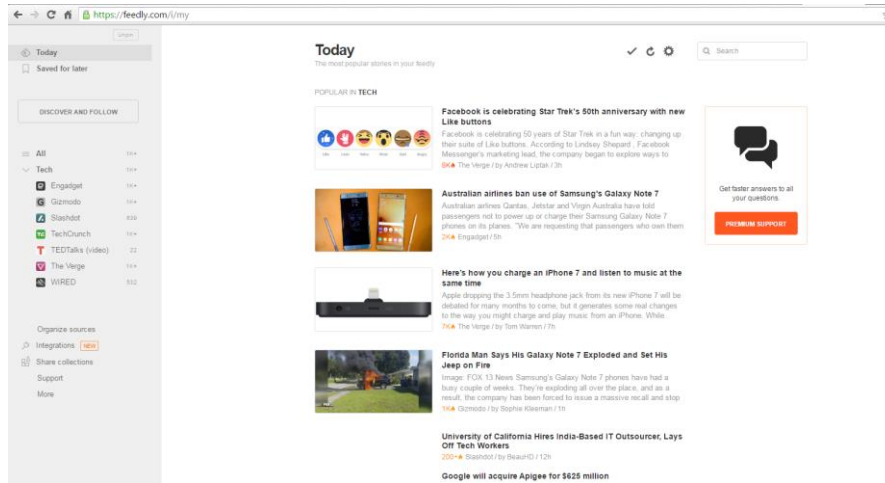 https://feedly.com/i/my
Today
Saved for later
DISCOVER AND FOLLOW
All
Tech
Engadget
Gizmodo
Slashdot
TechCrunch
TEDTalks (video) 22
The Verge
WIRED
Organize sources
Integrations NEW
Share collections
Support
More
Today
The most popular stories in your feedly
Search
POPULAR IN TECH
Facebook is celebrating Star Trek's 50th anniversary with new
Like buttons
Facebook is celebrating 50 years of Star Trek in a fun way: changing up
their suite of Like buttons. According to Lindsey Shepard , Facebook
Messenger's marketing lead, the company began to explore ways to
The Verge / by Andrew Liptak / 3h
Australian airlines ban use of Samsung's Galaxy Note 7
Australian airlines Qantas, Jetstar and Virgin Australia have told
passengers not to power up or charge their Samsung Galaxy Note 7
phones on its planes. "We are requesting that passengers who own them
2K Engadget / 5h
Here's how you charge an iPhone 7 and listen to music at the
same time
Apple dropping the 3.5mm headphone jack from its new iPhone 7 will be
debated for many months to come, but it generates some real changes
to the way you might charge and play music from an iPhone. While
7K The Verge / by Tom Warren / 7h
Florida Man Says His Galaxy Note 7 Exploded and Set His
Jeep on Fire
Image: FOX 13 News Samsung's Galaxy Note 7 phones have had a
busy couple of weeks. They're exploding all over the place, and as a
result, the company has been forced to issue a massive recall and stop
1K Gizmodo / by Sophie Kleeman / 1h
University of California Hires India-Based IT Outsourcer, Lays
Off Tech Workers
200+ Slashdot / by BeauHD / 12h
Google will acquire Apigee for $625 million
Get faster answers to all
your questions.
PREMIUM SUPPORT